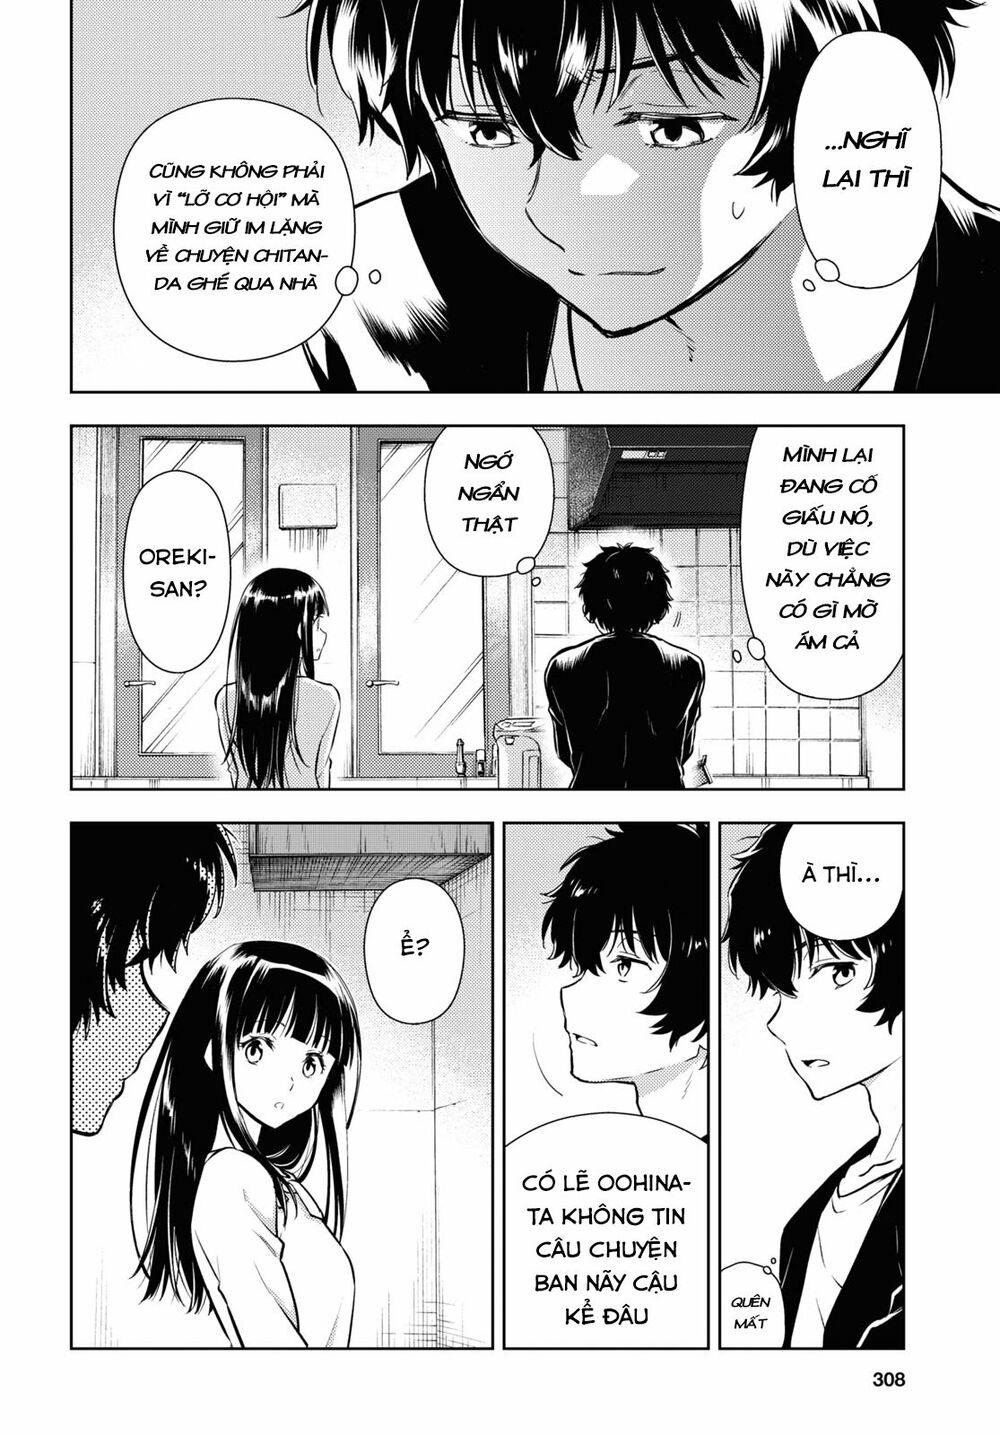 ...NGHĨ
LẠI THÌ
CŨNG KHÔNG PHẢI
VÌ “LỠ CƠ HỘI” MÀ
MÌNH GIỮ IM LẶNG
VỀ CHUYỆN CHITAN-
DA GHÉ QUA NHÀ
MÌNH LẠI
ĐANG CỐ
GIẤU NÓ,
DÙ VIỆC
NÀY CHẲNG
CÓ GÌ MỜ
ÁM CẢ
NGỚ
NGẨN
THẬT
OREKI-
SAN?
À THÌ...
QUÊN
MẤT
CÓ LẼ OOHINA-
TA KHÔNG TIN
CÂU CHUYỆN
BAN NÃY CẬU
KỂ ĐÂU
Ể?
308